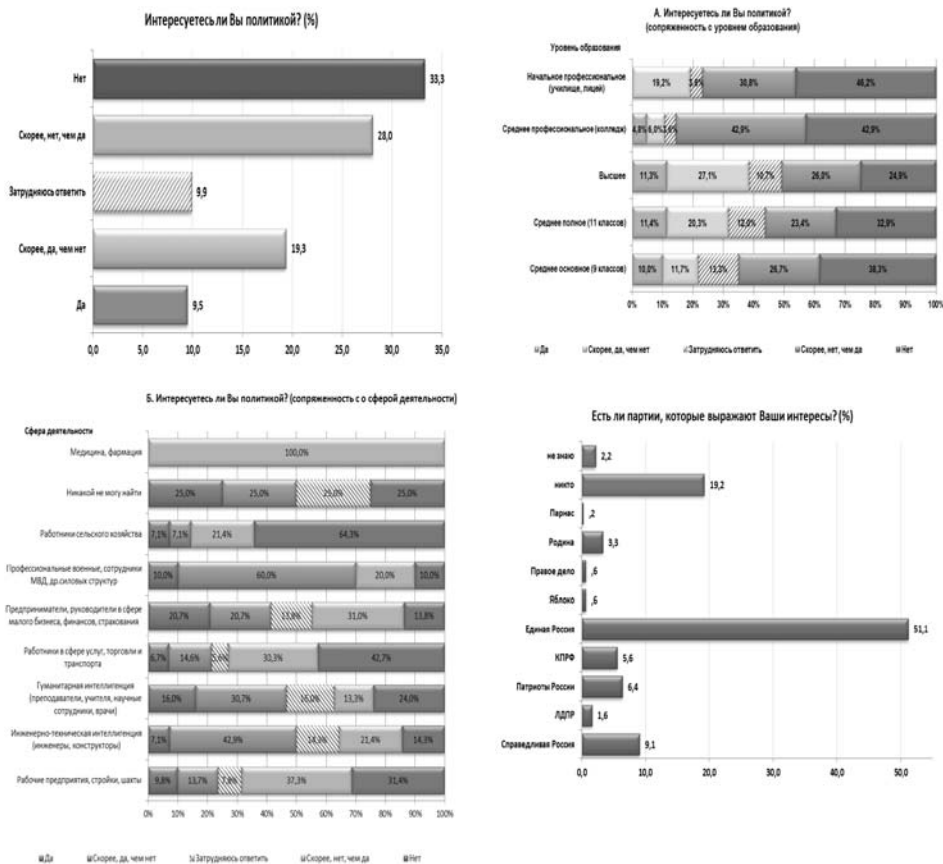 Интересуетесь ли Вы политикой? (%)
Нет
33,3
Скорее, нет, чем да
28,0
Затрудняюсь ответить
9,9
Скорее, да, чем нет
19,3
Да
9,5
0,0 5,0 10,0 15,0 20,0 25,0 30,0 35,0
А. Интересуетесь ли Вы политикой?
(сопряженность с уровнем образования)
Уровень образования
Начальное профессиональное
(училище, лицей)
19,2% 30,8% 46,2%
Среднее профессиональное (колледж)
4,8% 6,0% 3,6% 42,9% 42,9%
Высшее
11,3% 27,1% 10,7% 26,0% 24,9%
Среднее полное (11 классов)
11,4% 20,3% 12,0% 23,4% 32,9%
Среднее основное (9 классов)
10,0% 11,7% 13,3% 26,7% 38,3%
0% 10% 20% 30% 40% 50% 60% 70% 80% 90% 100%
Да Скорее, да, чем нет Затрудняюсь ответить Скорее, нет, чем да Нет
Б. Интересуетесь ли Вы политикой? (сопряженность с о сферой деятельности)
Сфера деятельности
Медицина, фармация
100,0%
Никакой не могу найти
25,0% 25,0% 25,0% 25,0%
Работники сельского хозяйства
7,1% 7,1% 21,4% 64,3%
Профессиональные военные, сотрудники
МВД, др.силовых структур
10,0% 60,0% 20,0% 10,0%
Предприниматели, руководители в сфере
малого бизнеса, финансов, страхования
20,7% 20,7% 13,8% 31,0% 13,8%
Работники в сфере услуг, торговли и
транспорта
6,7% 14,6% 5,6% 30,3% 42,7%
Гуманитарная интеллигенция
(преподаватели, учителя, научные
сотрудники, врачи)
16,0% 30,7% 16,0% 13,3% 24,0%
Инженерно-техническая интеллигенция
(инженеры, конструкторы)
7,1% 42,9% 14,3% 21,4% 14,3%
Рабочие предприятия, стройки, шахты
9,8% 13,7% 7,8% 37,3% 31,4%
0% 10% 20% 30% 40% 50% 60% 70% 80% 90% 100%
Да Скорее, да, чем нет Затрудняюсь ответить Скорее, нет, чем да Нет
Есть ли партии, которые выражают Ваши интересы? (%)
не знаю
2,2
никто
19,2
Парнас
,2
Родина
3,3
Правое дело
,6
Яблоко
,6
Единая Россия
51,1
КПРФ
5,6
Патриоты России
6,4
ЛДПР
1,6
Справедливая Россия
9,1
0,0 10,0 20,0 30,0 40,0 50,0